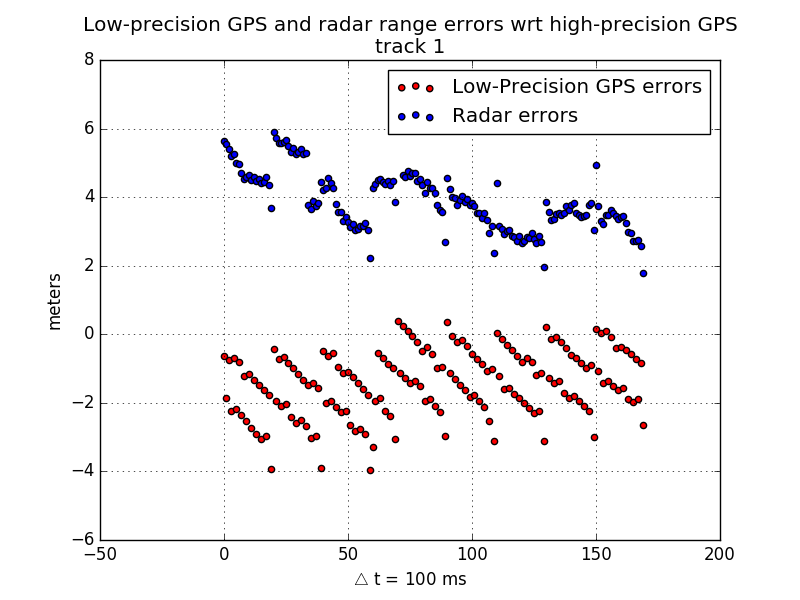 Low-precision GPS and radar range errors wrt high-precision GPS
track 1
8
6
4
2
0
−2
−4
−6
meters
Low-Precision GPS errors
Radar errors
−50
0
50
100
150
200
△ t = 100 ms